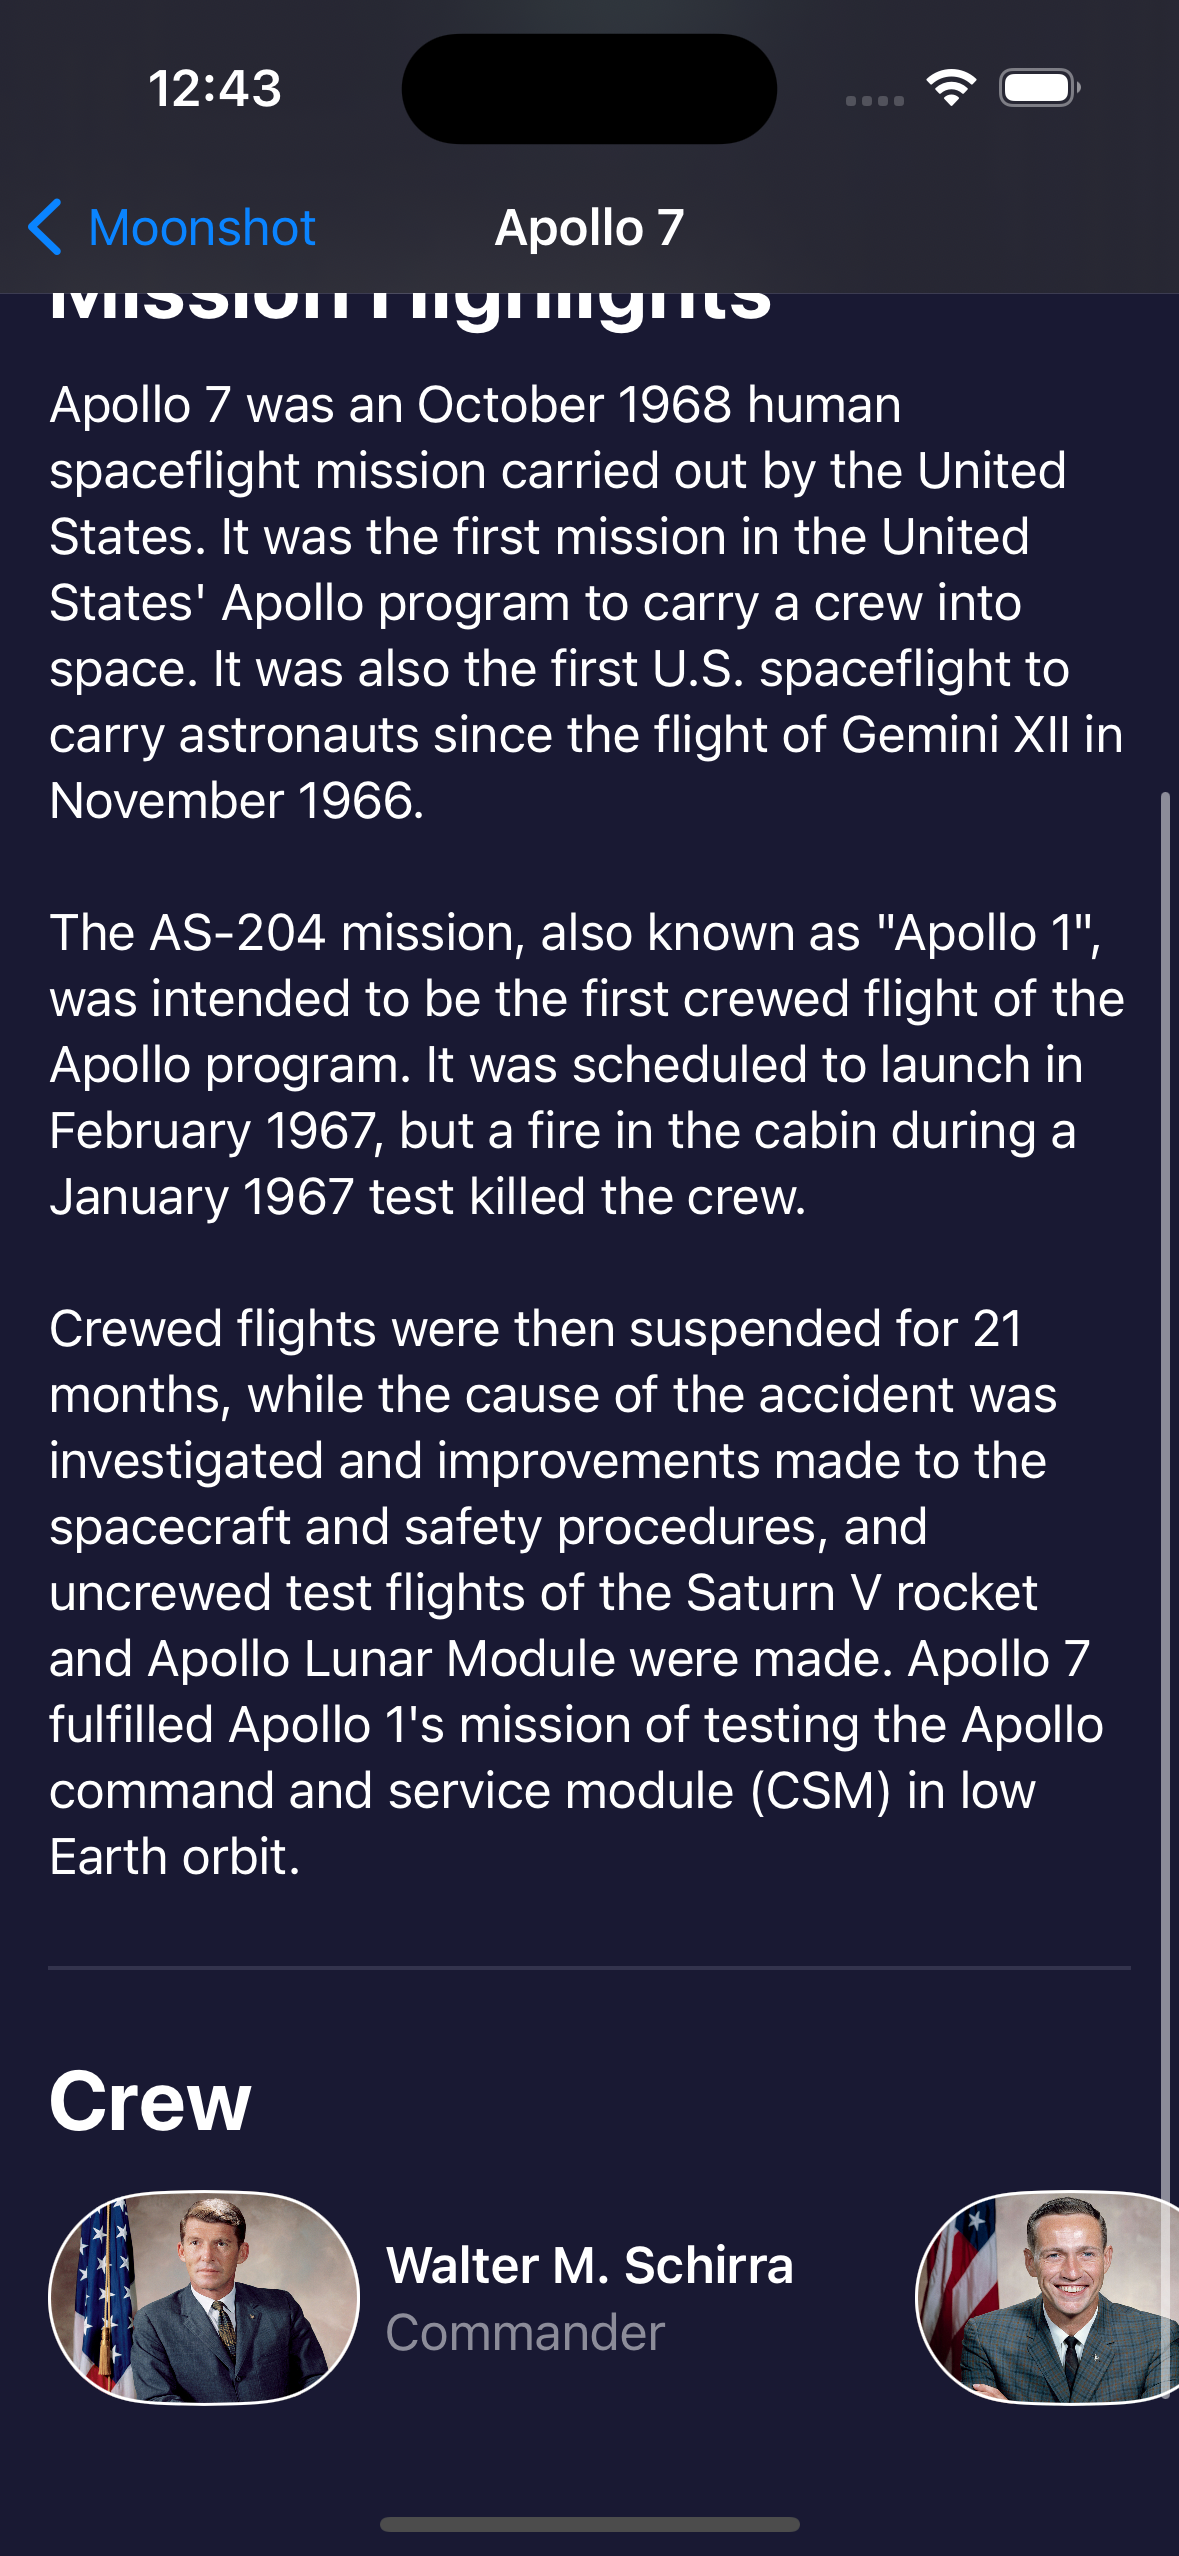 12:43
Moonshot
Apollo 7
Mission Highlights
Apollo 7 was an October 1968 human
spaceflight mission carried out by the United
States. It was the first mission in the United
States' Apollo program to carry a crew into
space. It was also the first U.S. spaceflight to
carry astronauts since the flight of Gemini XII in
November 1966.
The AS-204 mission, also known as "Apollo 1",
was intended to be the first crewed flight of the
Apollo program. It was scheduled to launch in
February 1967, but a fire in the cabin during a
January 1967 test killed the crew.
Crewed flights were then suspended for 21
months, while the cause of the accident was
investigated and improvements made to the
spacecraft and safety procedures, and
uncrewed test flights of the Saturn V rocket
and Apollo Lunar Module were made. Apollo 7
fulfilled Apollo 1's mission of testing the Apollo
command and service module (CSM) in low
Earth orbit.
Crew
Walter M. Schirra
Commander